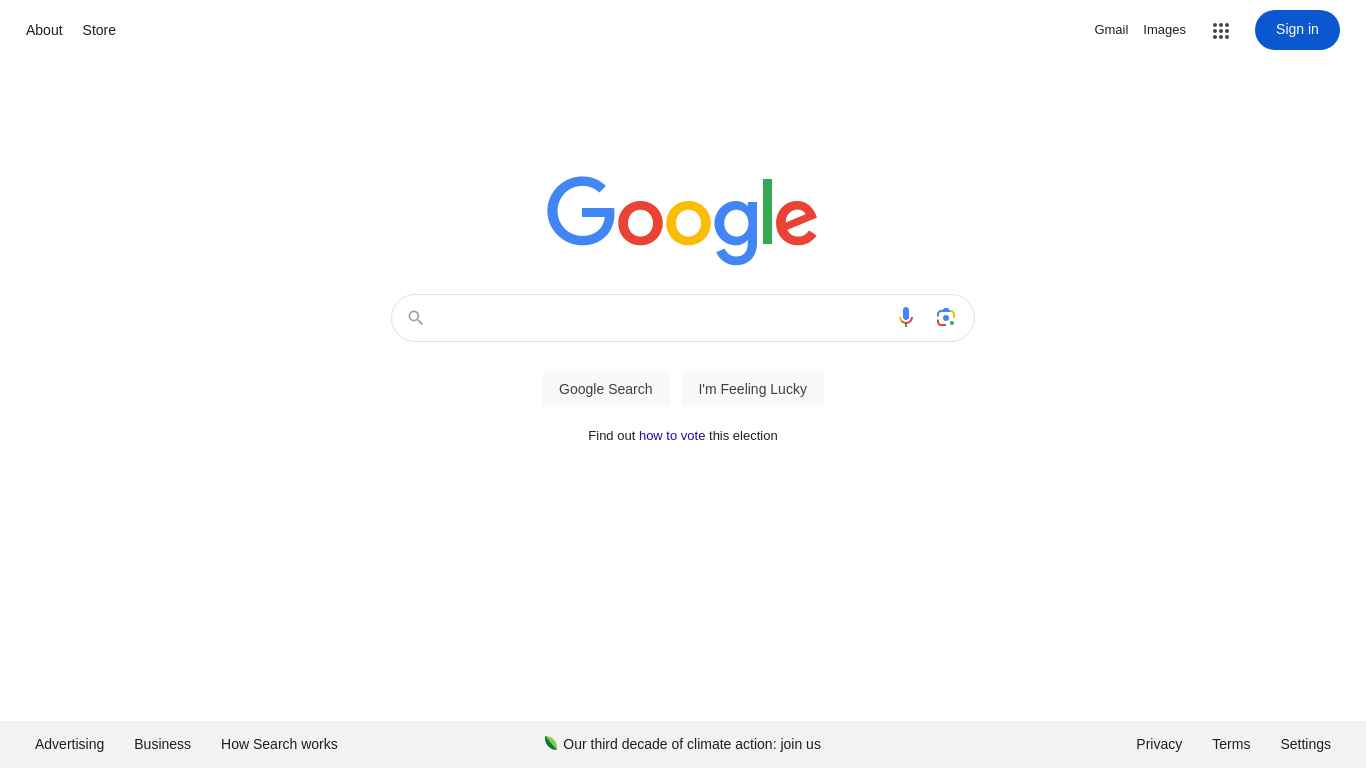 About Store Gmail Images Sign in
Google
Google Search I'm Feeling Lucky
Find out how to vote this election
Advertising Business How Search works Our third decade of climate action: join us Privacy Terms Settings